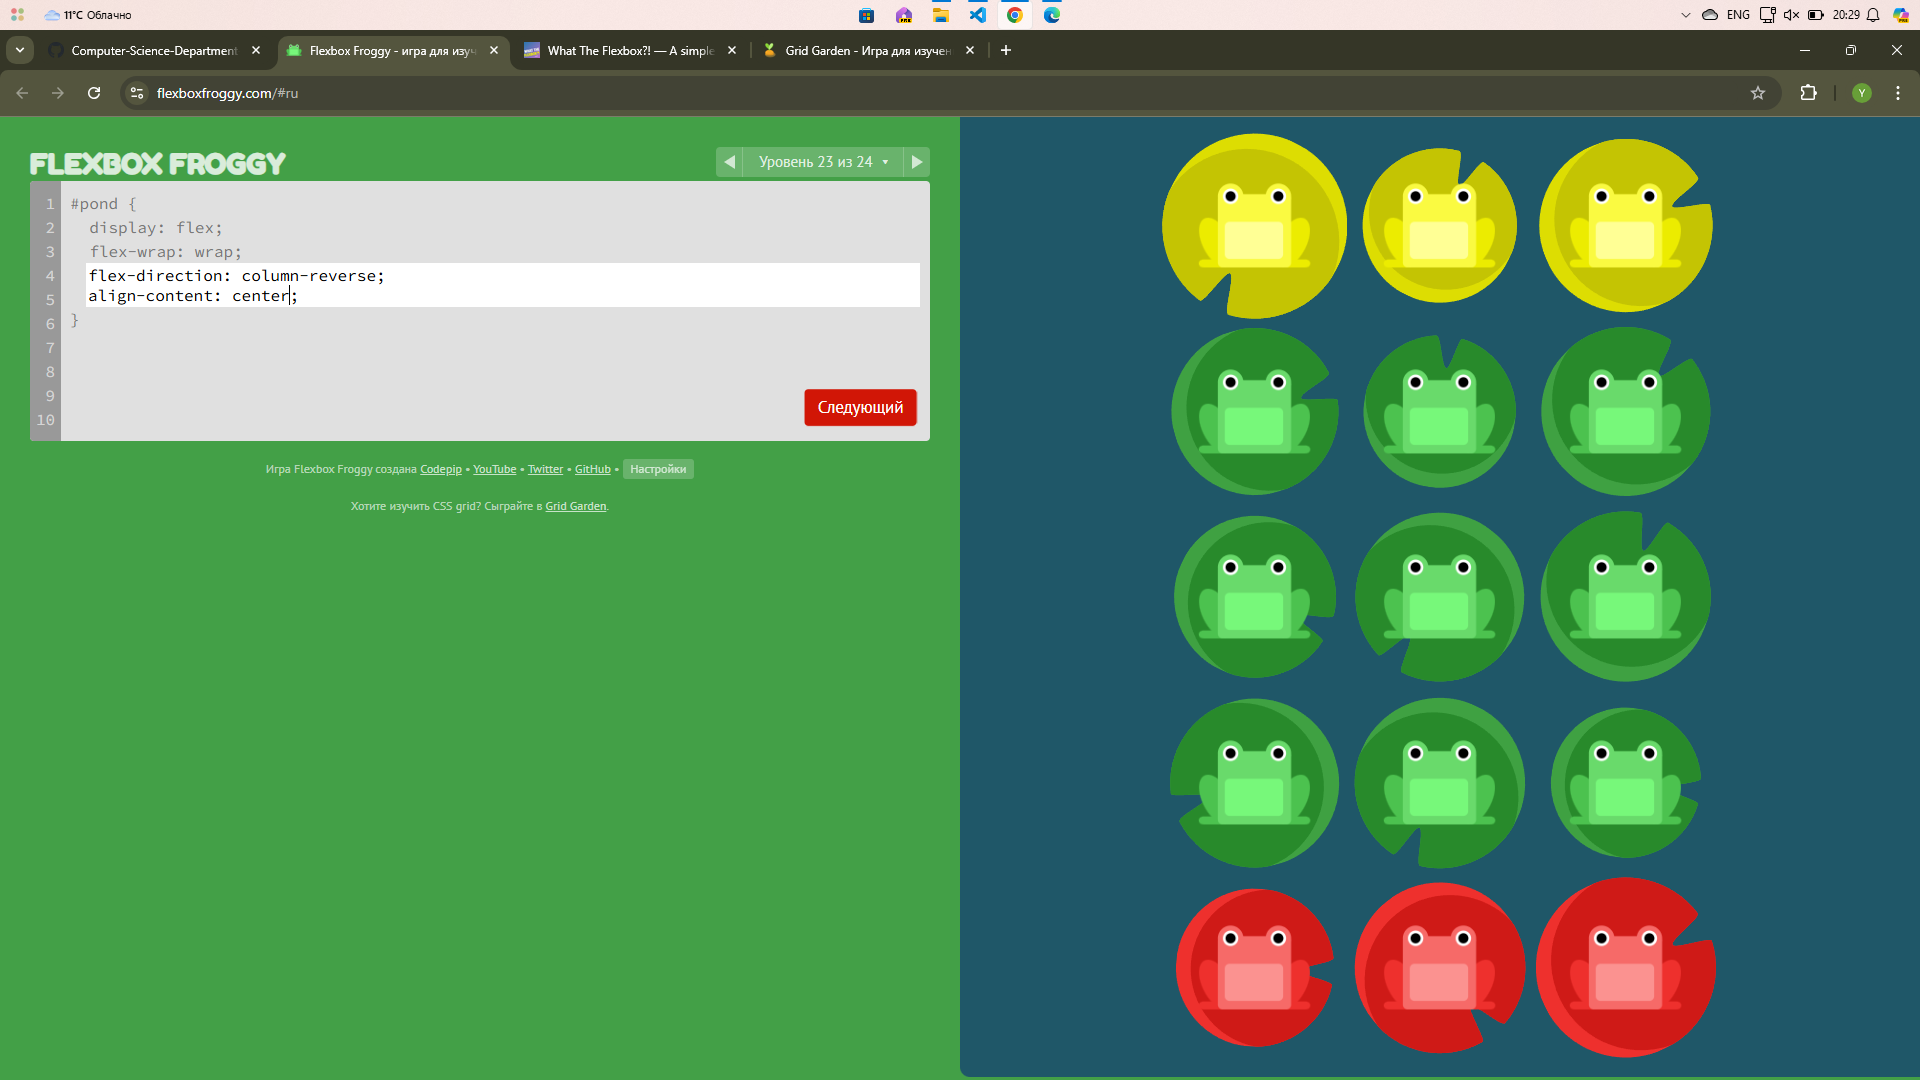 11°C Облачно
ENG
20:29
Computer-Science-Department
Flexbox Froggy - игра для изуч
What The Flexbox?! — A simple
Grid Garden - Игра для изучен
flexboxfroggy.com/#ru
Y
FLEXBOX FROGGY
Уровень 23 из 24
1 #pond {
2 display: flex;
3 flex-wrap: wrap;
4 flex-direction: column-reverse;
5 align-content: center;
6 }
7
8
9
10
Следующий
Игра Flexbox Froggy создана Codepip • YouTube • Twitter • GitHub • Настройки
Хотите изучить CSS grid? Сыграйте в Grid Garden.